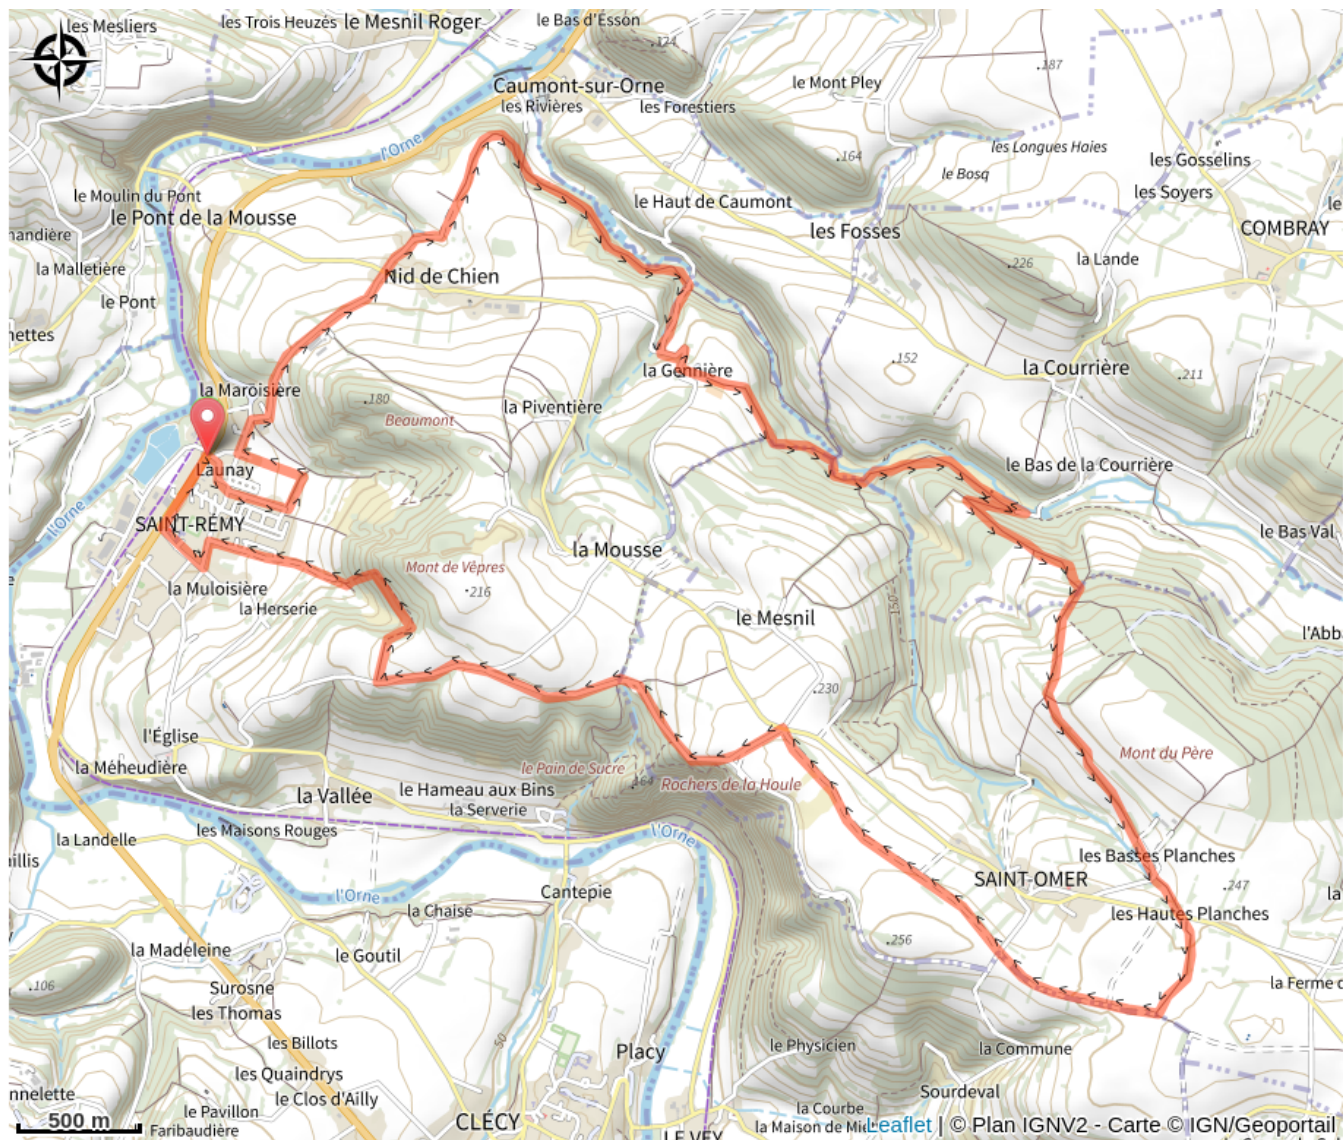 les Mesliers
les Trois Heuzés
le Mesnil Roger
le Bas d'Esson
124
187
Caumont-sur-Orne
les Rivières
les Forestiers
le Mont Pley
l'Orne
164
les Longues Haies
les Gosselins
le Bosq
les Soyers
le Moulin du Pont
le Pont de la Mousse
le Haut de Caumont
les Fosses
COMBRAY
la Malletière
Nid de Chien
226
la Lande
le Pont
152
la Gennière
la Courrière
211
la Maroisière
180
Beaumont
la Piventière
Launay
le Bas de la Courrière
l'Orne
SAINT-RÉMY
le Bas Val
la Mousse
Mont de Vêpres
216
la Muloisière
la Herserie
150
le Mesnil
l'Abb
230
l'Église
la Méheudière
le Pain de Sucre
164
Rochers de la Houle
Mont du Père
la Vallée
le Hameau aux Bins
la Serverie
les Maisons Rouges
la Landelle
l'Orne
les Basses Planches
SAINT-OMER
247
l'Orne
Cantepie
la Chaise
les Hautes Planches
la Madeleine
le Goutil
256
106
Surosne
les Thomas
la Ferme d
les Billots
50
Placy
le Physicien
la Commune
les Quaindrys
le Clos d'Ailly
Sourdeval
le Pavillon
CLÉCY
la Courbe
500 m
Faribaudière
LE VEY
la Maison de Mi
Leaflet | © Plan IGNV2 - Carte © IGN/Geoportail